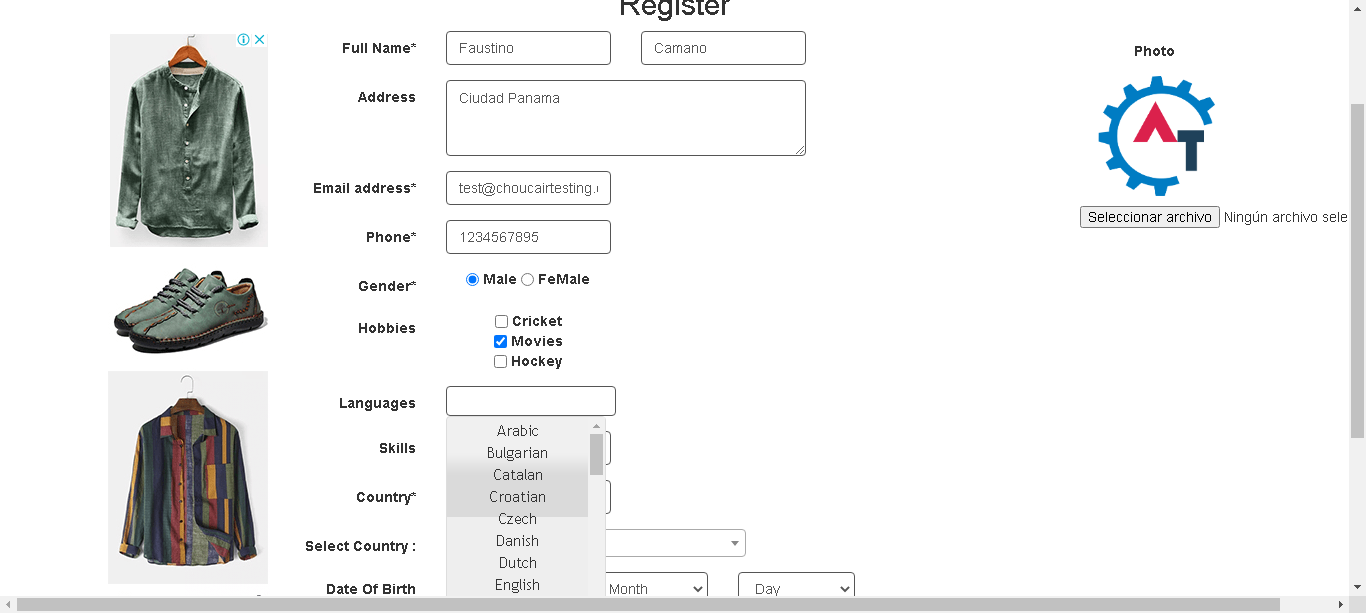 Register
Full Name*
Faustino
Camano
Photo
Address
Ciudad Panama
AT
Email address*
test@choucairtesting.
Seleccionar archivo Ningún archivo sele
Phone*
1234567895
Gender*
Male FeMale
Hobbies
Cricket
Movies
Hockey
Languages
Arabic
Bulgarian
Catalan
Croatian
Czech
Danish
Dutch
English
Skills
Country*
Select Country :
Date Of Birth
Month
Day